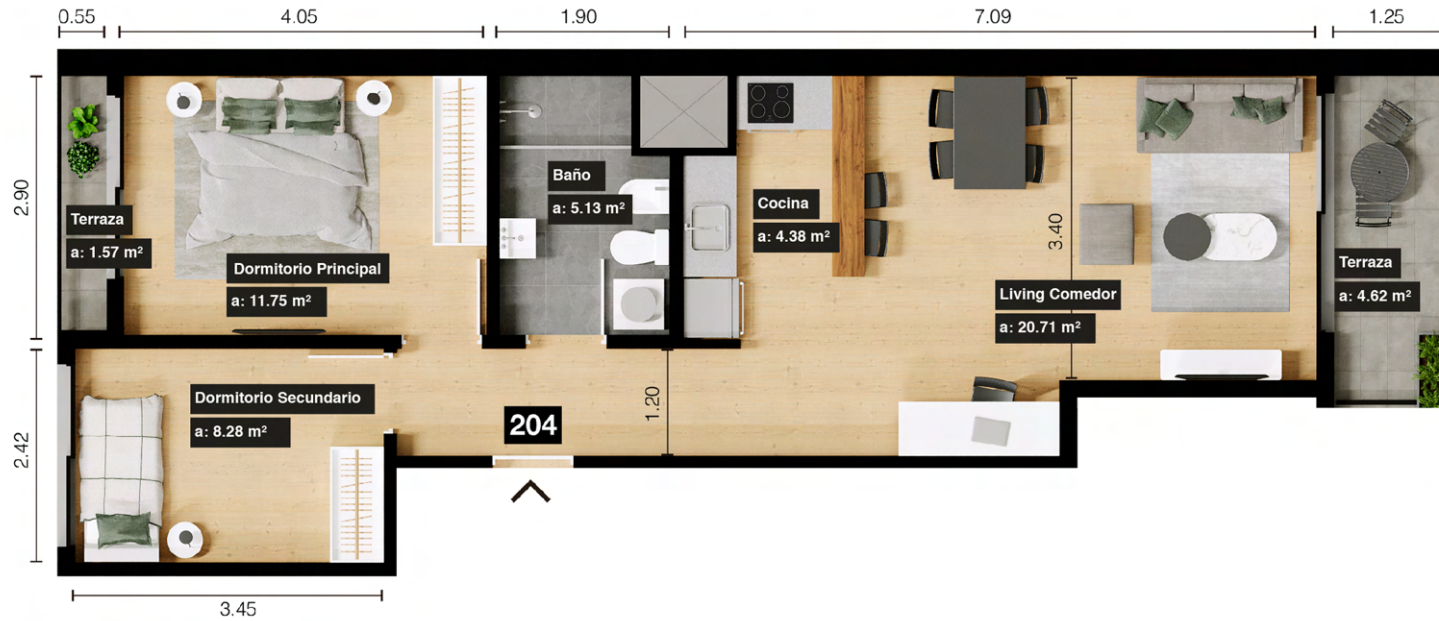 0.55
4.05
1.90
7.09
1.25
2.90
Terraza
a: 1.57 m²
Dormitorio Principal
a: 11.75 m²
Baño
a: 5.13 m²
Cocina
a: 4.38 m²
3.40
Living Comedor
a: 20.71 m²
Terraza
a: 4.62 m²
2.42
Dormitorio Secundario
a: 8.28 m²
204
1.20
3.45